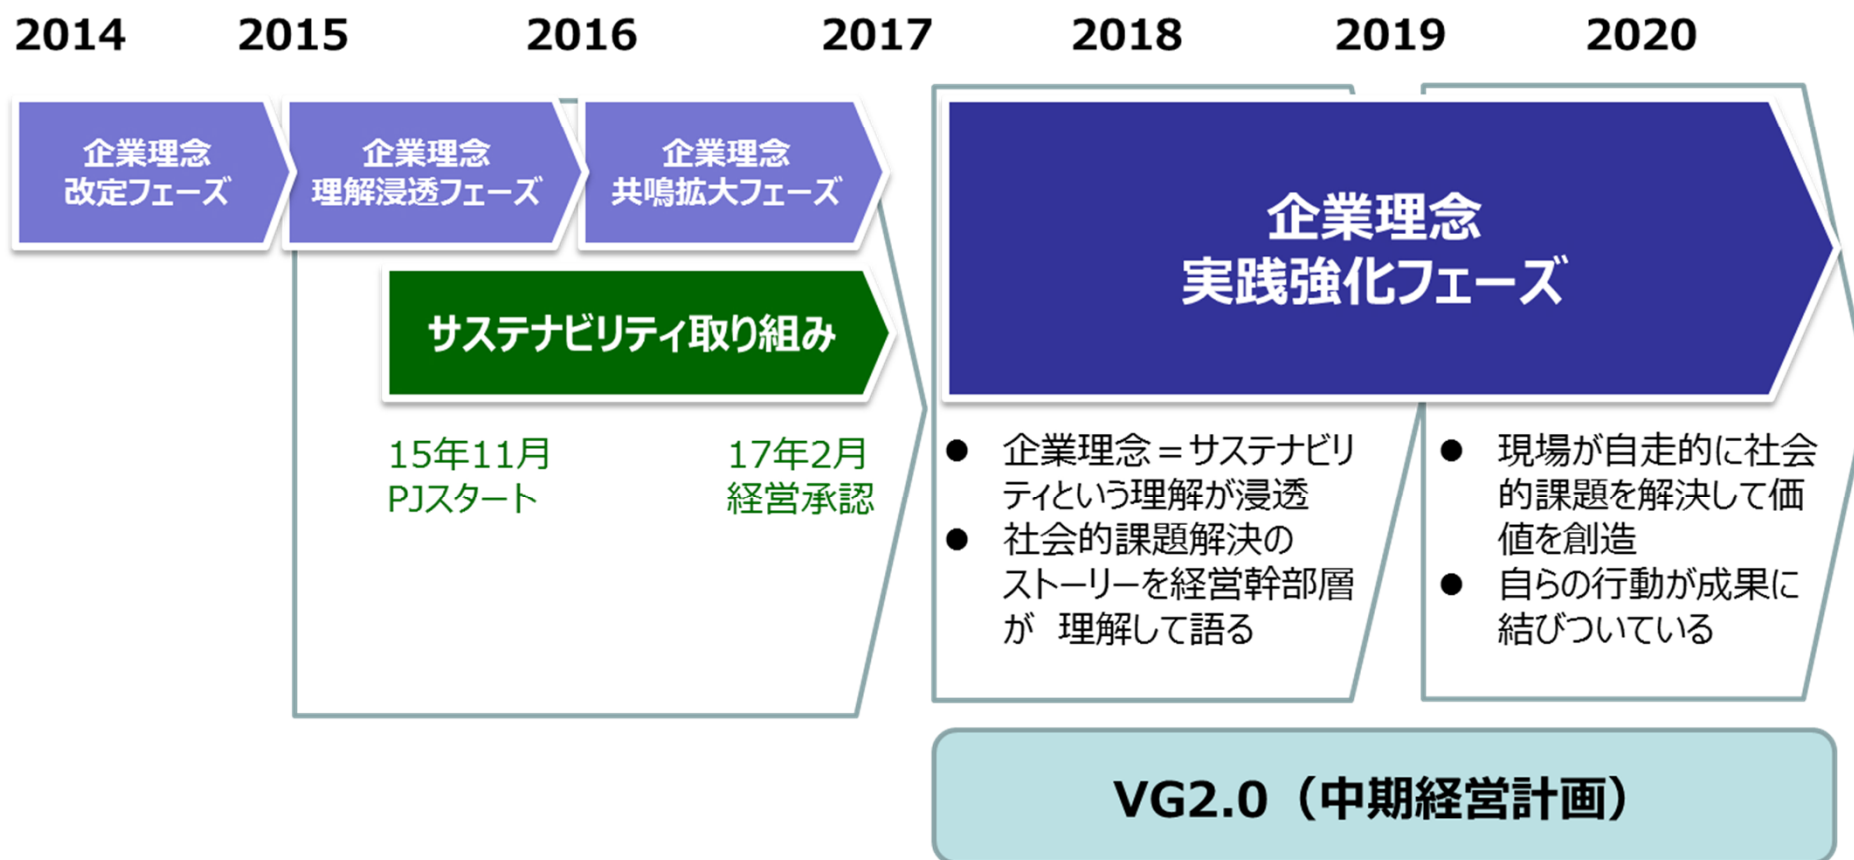 2014 2015 2016 2017 2018 2019 2020
企業理念
改定フェーズ
企業理念
理解浸透フェーズ
企業理念
共鳴拡大フェーズ
企業理念
実践強化フェーズ
サステナビリティ取り組み
15年11月
PJスタート
17年2月
経営承認
● 企業理念＝サステナビリ
ティという理解が浸透
● 社会的課題解決の
ストーリーを経営幹部層
が 理解して語る
● 現場が自走的に社会
的課題を解決して価
値を創造
● 自らの行動が成果に
結びついている
VG2.0（中期経営計画）